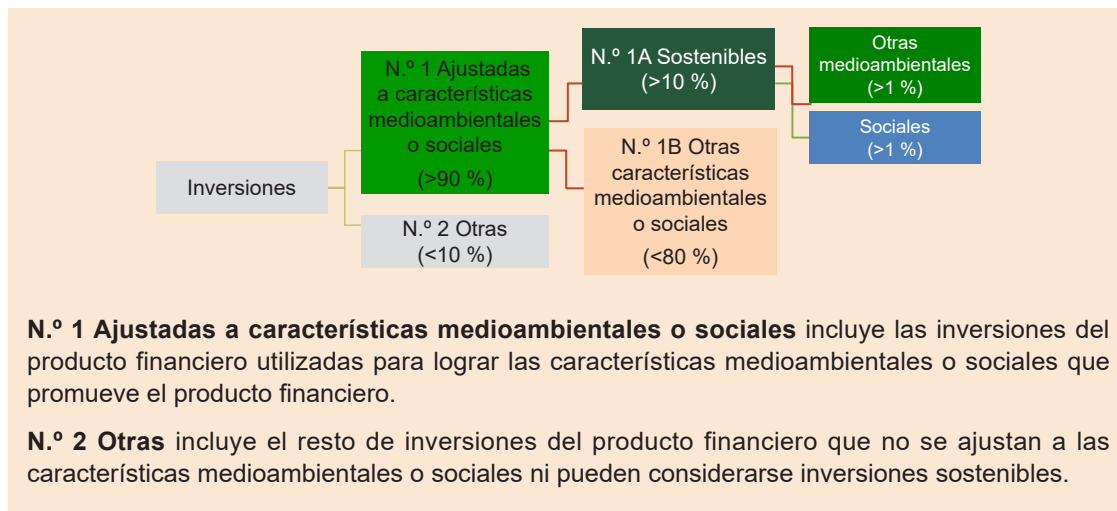 Inversiones
N.º 1 Ajustadas
a características
medioambientales
o sociales
(>90 %)
N.º 2 Otras
(<10 %)
N.º 1A Sostenibles
(>10 %)
N.º 1B Otras
características
medioambientales
o sociales
(<80 %)
Otras
medioambientales
(>1 %)
Sociales
(>1 %)
N.º 1 Ajustadas a características medioambientales o sociales incluye las inversiones del
producto financiero utilizadas para lograr las características medioambientales o sociales que
promueve el producto financiero.
N.º 2 Otras incluye el resto de inversiones del producto financiero que no se ajustan a las
características medioambientales o sociales ni pueden considerarse inversiones sostenibles.